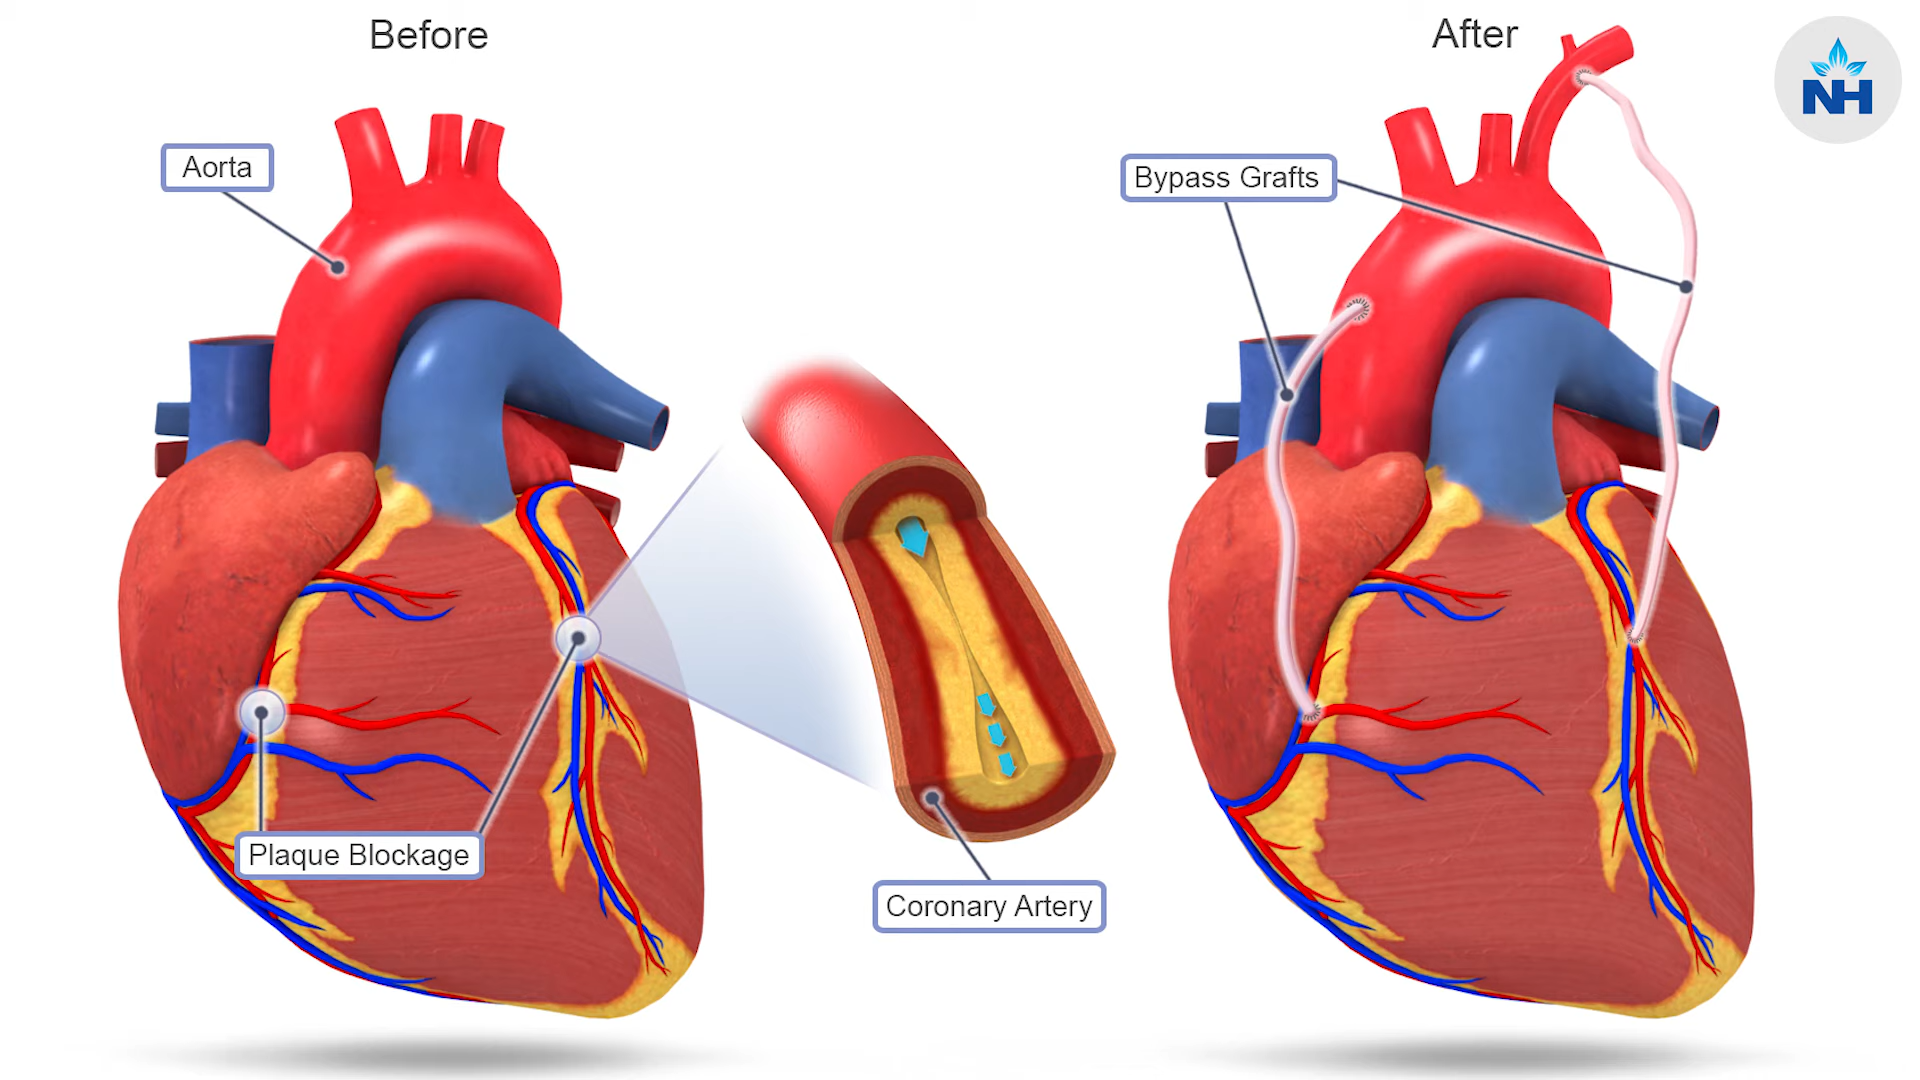 Before
After
NH
Aorta
Bypass Grafts
Plaque Blockage
Coronary Artery